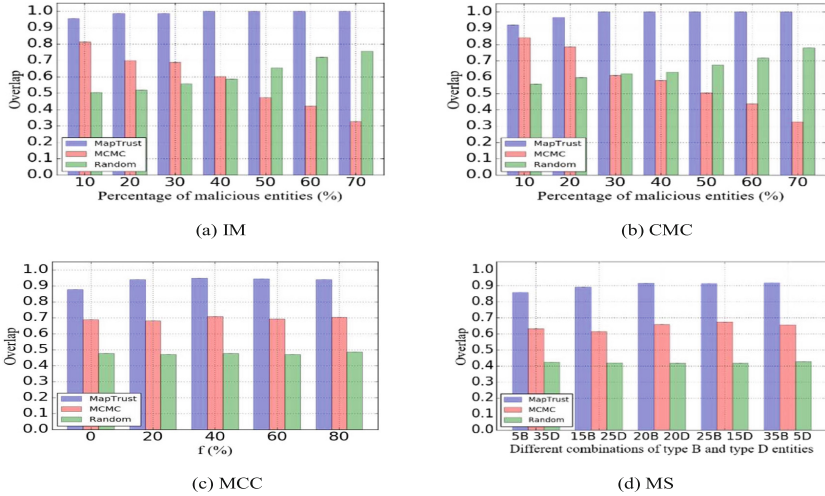 1.0
0.9
0.8
0.7
0.6
0.5
0.4
0.3
0.2
0.1
0.0
Overlap
MapTrust
MCMC
Random
10 20 30 40 50 60 70
Percentage of malicious entities (%)
(a) IM
1.0
0.9
0.8
0.7
0.6
0.5
0.4
0.3
0.2
0.1
0.0
Overlap
MapTrust
MCMC
Random
10 20 30 40 50 60 70
Percentage of malicious entities (%)
(b) CMC
1.0
0.9
0.8
0.7
0.6
0.5
0.4
0.3
0.2
0.1
0.0
Overlap
MapTrust
MCMC
Random
0 20 40 60 80
f (%)
(c) MCC
1.0
0.9
0.8
0.7
0.6
0.5
0.4
0.3
0.2
0.1
0.0
Overlap
MapTrust
MCMC
Random
5B 35D 15B 25D 20B 20D 25B 15D 35B 5D
Different combinations of type B and type D entities
(d) MS